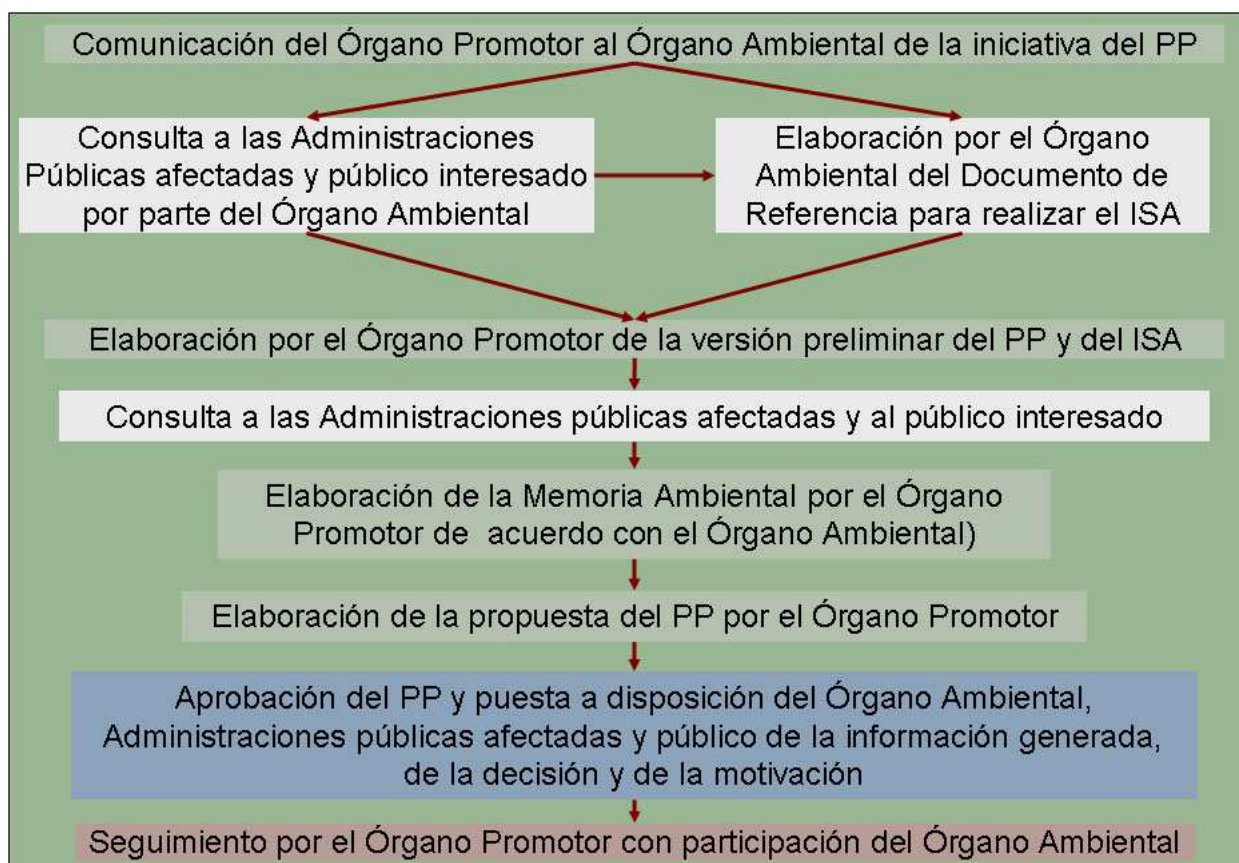 Comunicación del Órgano Promotor al Órgano Ambiental de la iniciativa del PP
Consulta a las Administraciones
Públicas afectadas y público interesado
por parte del Órgano Ambiental
Elaboración por el Órgano
Ambiental del Documento de
Referencia para realizar el ISA
Elaboración por el Órgano Promotor de la versión preliminar del PP y del ISA
Consulta a las Administraciones públicas afectadas y al público interesado
Elaboración de la Memoria Ambiental por el Órgano
Promotor de acuerdo con el Órgano Ambiental)
Elaboración de la propuesta del PP por el Órgano Promotor
Aprobación del PP y puesta a disposición del Órgano Ambiental,
Administraciones públicas afectadas y público de la información generada,
de la decisión y de la motivación
Seguimiento por el Órgano Promotor con participación del Órgano Ambiental